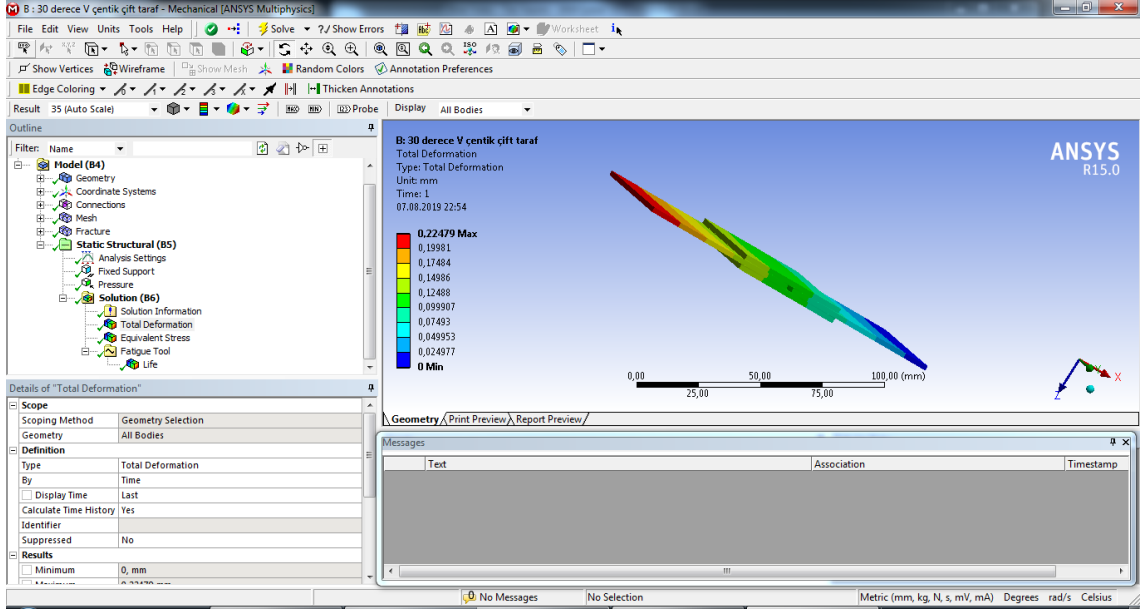 B : 30 derece V çentik çift taraf - Mechanical [ANSYS Multiphysics]
File Edit View Units Tools Help Solve ?✓ Show Errors Worksheet
Show Vertices Wireframe Show Mesh Random Colors Annotation Preferences
Edge Coloring Thicken Annotations
Result 35 (Auto Scale) Probe Display All Bodies
Outline
Filter: Name
Model (B4)
Geometry
Coordinate Systems
Connections
Mesh
Fracture
Static Structural (B5)
Analysis Settings
Fixed Support
Pressure
Solution (B6)
Solution Information
Total Deformation
Equivalent Stress
Fatigue Tool
Life
Details of "Total Deformation"
Scope
Scoping Method Geometry Selection
Geometry All Bodies
Definition
Type Total Deformation
By Time
Display Time Last
Calculate Time History Yes
Identifier
Suppressed No
Results
Minimum 0, mm
B: 30 derece V çentik çift taraf
Total Deformation
Type: Total Deformation
Unit: mm
Time: 1
07.08.2019 22:54
0,22479 Max
0,19981
0,17484
0,14986
0,12488
0,099907
0,07493
0,049953
0,024977
0 Min
ANSYS
R15.0
0,00 50,00 100,00 (mm)
25,00 75,00
X
Z
Geometry Print Preview Report Preview
Messages
Text Association Timestamp
No Messages No Selection Metric (mm, kg, N, s, mV, mA) Degrees rad/s Celsius